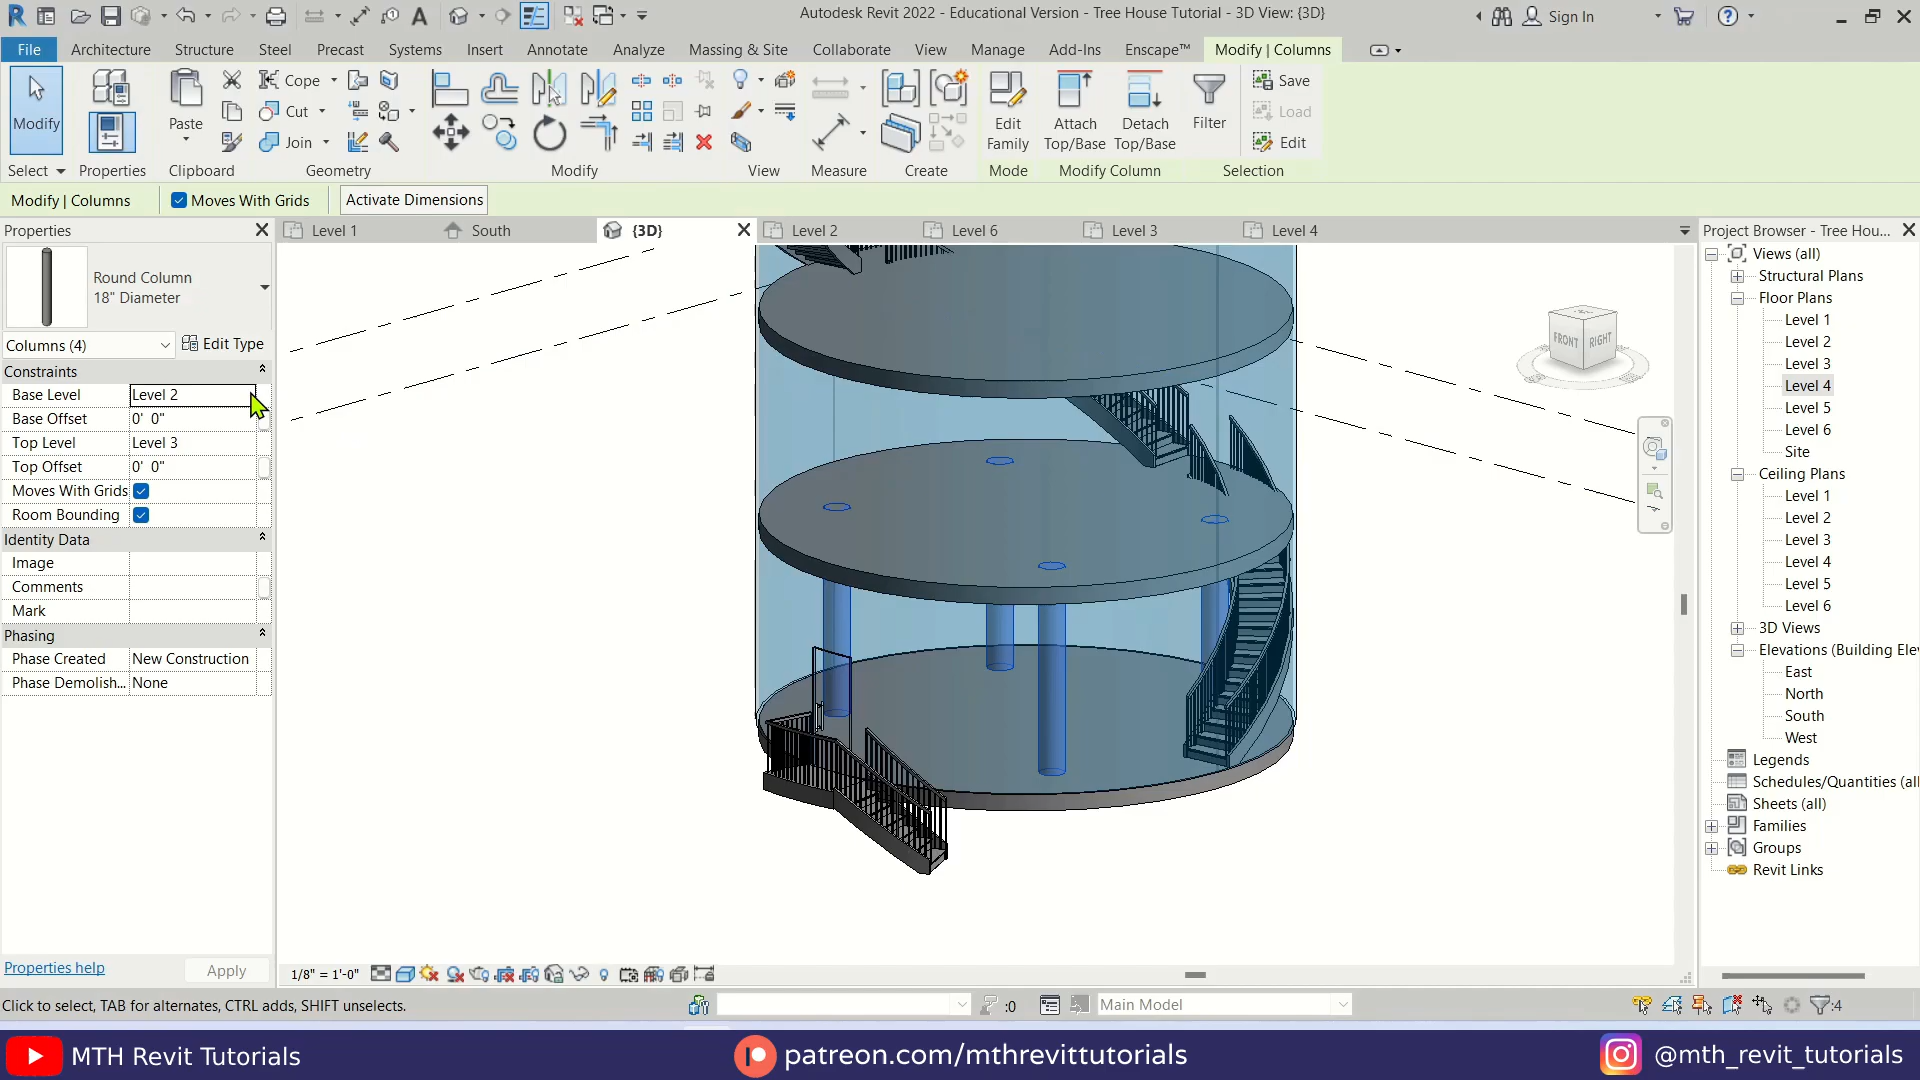 Autodesk Revit 2022 - Educational Version - Tree House Tutorial - 3D View: {3D}
Sign In
File
Architecture
Structure
Steel
Precast
Systems
Insert
Annotate
Analyze
Massing & Site
Collaborate
View
Manage
Add-Ins
Enscape™
Modify | Columns
Modify
Paste
Cope
Cut
Join
Edit
Family
Attach
Top/Base
Detach
Top/Base
Filter
Save
Load
Edit
Select
Properties
Clipboard
Geometry
Modify
View
Measure
Create
Mode
Modify Column
Selection
Modify | Columns
Moves With Grids
Activate Dimensions
Properties
Level 1
South
{3D}
Level 2
Level 6
Level 3
Level 4
Project Browser - Tree Hou...
Round Column
18" Diameter
Columns (4)
Edit Type
Constraints
Base Level Level 2
Base Offset 0' 0"
Top Level Level 3
Top Offset 0' 0"
Moves With Grids
Room Bounding
Identity Data
Image
Comments
Mark
Phasing
Phase Created New Construction
Phase Demolish... None
Properties help
Apply
FRONT
RIGHT
Views (all)
Structural Plans
Floor Plans
Level 1
Level 2
Level 3
Level 4
Level 5
Level 6
Site
Ceiling Plans
Level 1
Level 2
Level 3
Level 4
Level 5
Level 6
3D Views
Elevations (Building Ele
East
North
South
West
Legends
Schedules/Quantities (all
Sheets (all)
Families
Groups
Revit Links
1/8" = 1'-0"
Click to select, TAB for alternates, CTRL adds, SHIFT unselects.
:0
Main Model
:4
MTH Revit Tutorials
patreon.com/mthrevittutorials
@mth_revit_tutorials